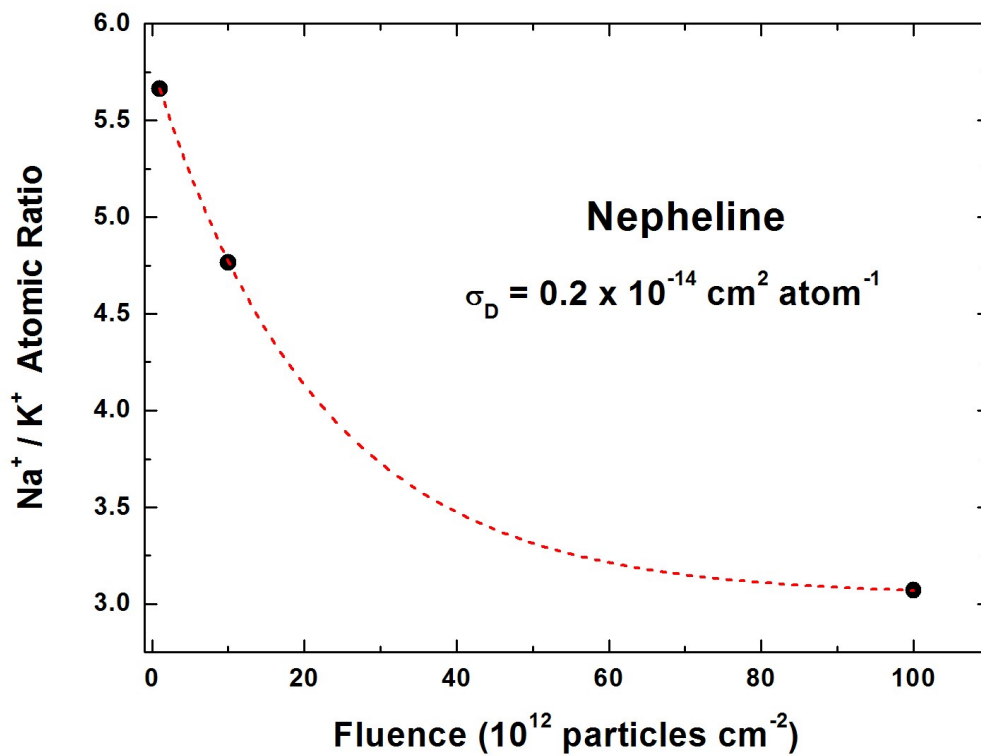 6.0
5.5
5.0
4.5
4.0
3.5
3.0
Na⁺ / K⁺ Atomic Ratio
Nepheline
σ_D = 0.2 x 10⁻¹⁴ cm² atom⁻¹
0 20 40 60 80 100
Fluence (10¹² particles cm⁻²)